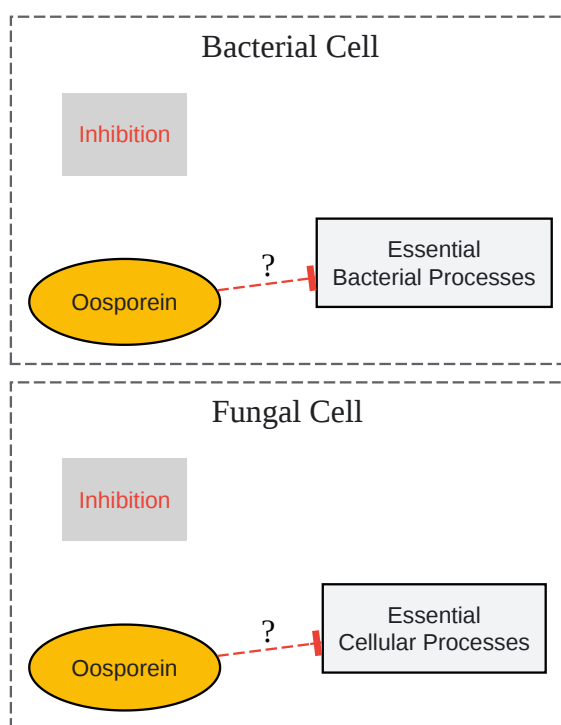 Bacterial Cell
Inhibition
?
Essential
Bacterial Processes
Oosporein
Fungal Cell
Inhibition
?
Essential
Cellular Processes
Oosporein